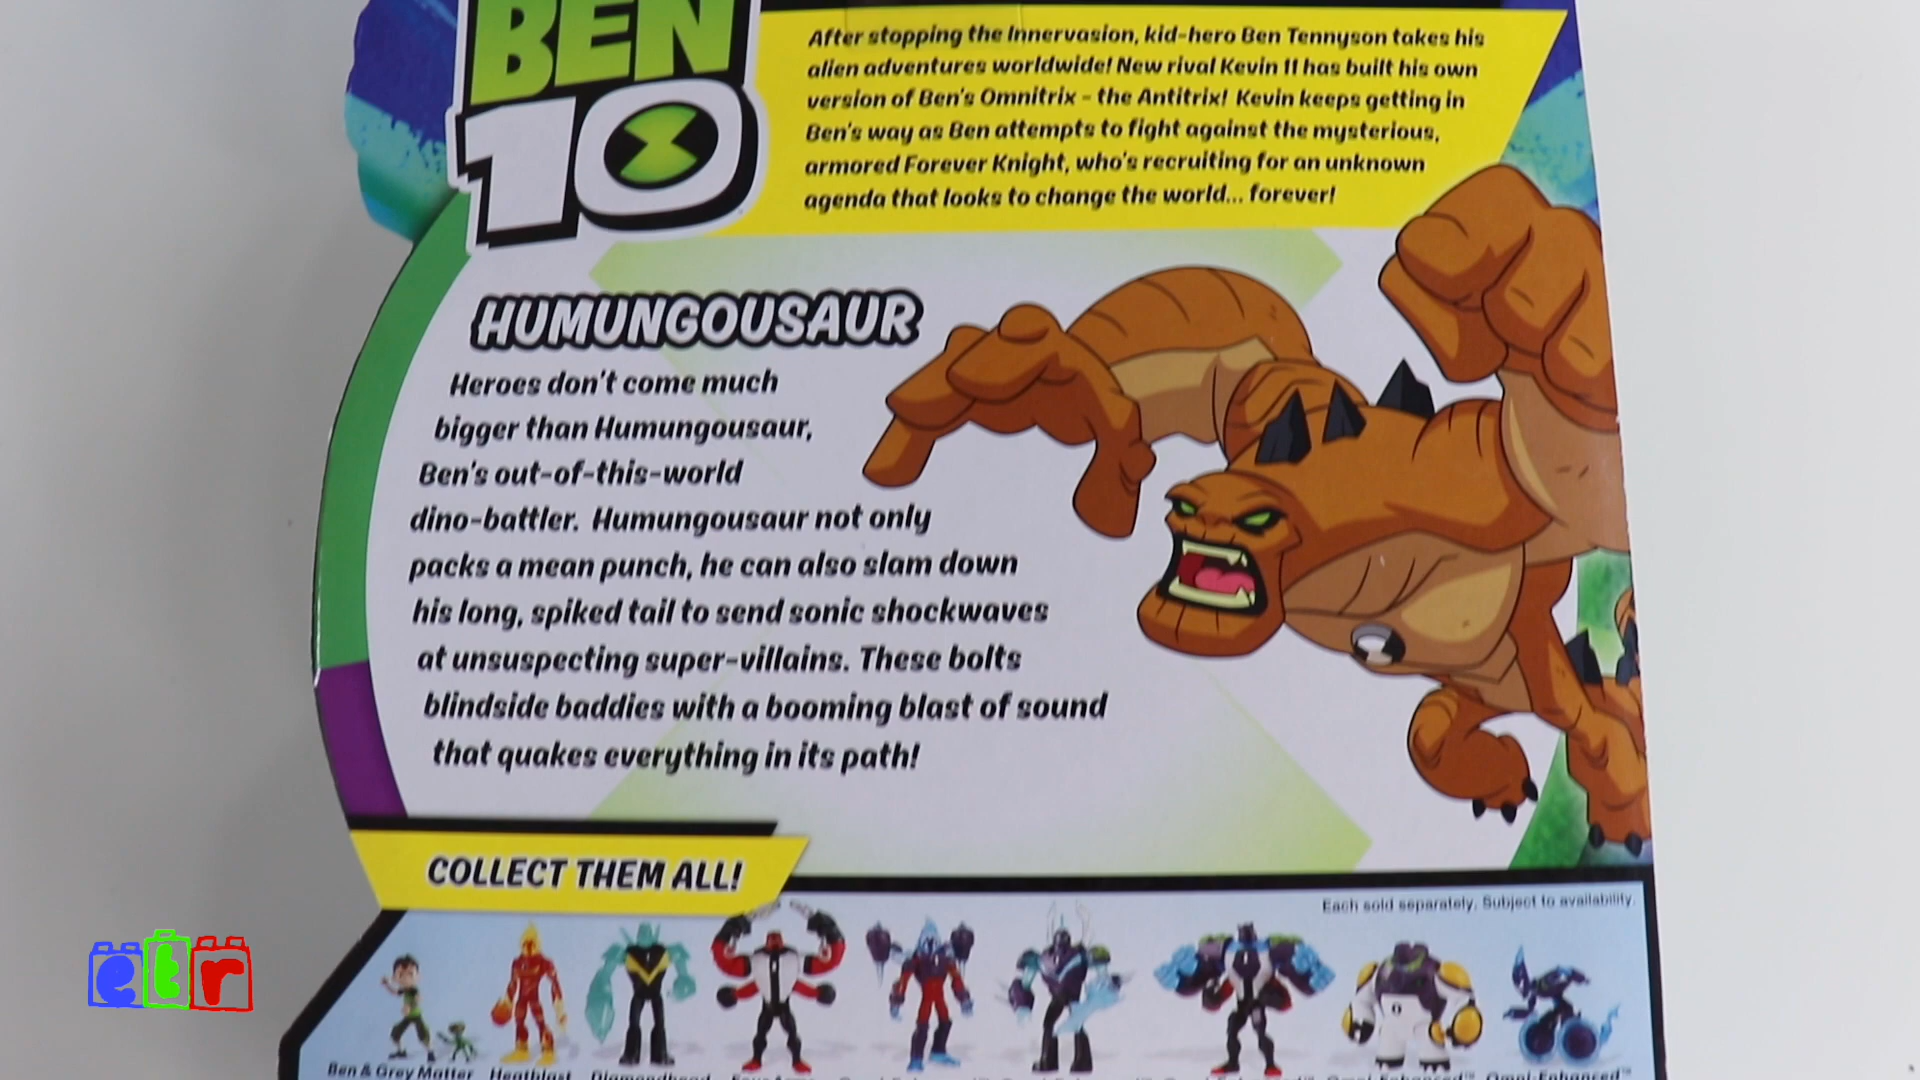 BEN
10
After stopping the Innervasion, kid-hero Ben Tennyson takes his
alien adventures worldwide! New rival Kevin 11 has built his own
version of Ben's Omnitrix - the Antitrix! Kevin keeps getting in
Ben's way as Ben attempts to fight against the mysterious,
armored Forever Knight, who's recruiting for an unknown
agenda that looks to change the world... forever!
HUMUNGOUSAUR
Heroes don't come much
bigger than Humungousaur,
Ben's out-of-this-world
dino-battler. Humungousaur not only
packs a mean punch, he can also slam down
his long, spiked tail to send sonic shockwaves
at unsuspecting super-villains. These bolts
blindside baddies with a booming blast of sound
that quakes everything in its path!
COLLECT THEM ALL!
Each sold separately. Subject to availability.
etr
Ben & Grey Matter Heatblast Diamondhead